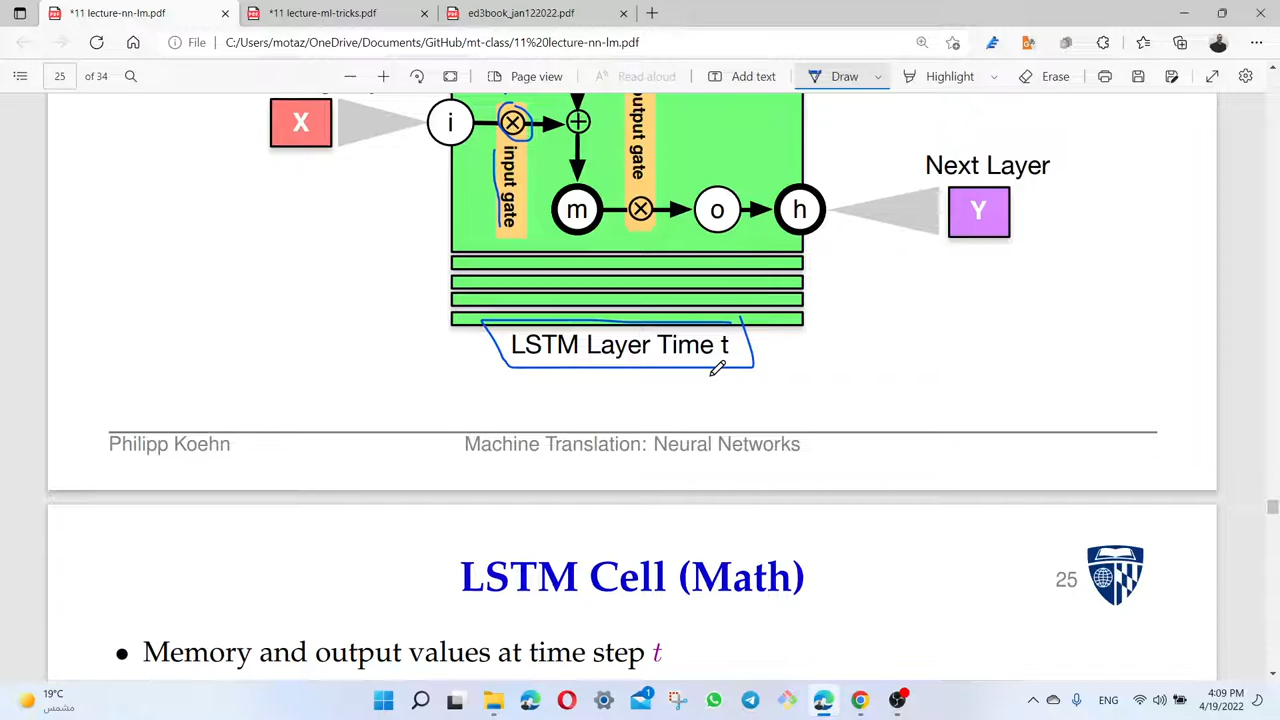 *11 lecture-nn-lm.pdf
*11 lecture-ml-tricks.pdf
ed3book_jan122022.pdf
File
C:/Users/motaz/OneDrive/Documents/GitHub/mt-class/11%20lecture-nn-lm.pdf
25 of 34
Page view
Read aloud
Add text
Draw
Highlight
Erase
X
i
⊗
⊕
input gate
output gate
m
⊗
o
h
Next Layer
Y
LSTM Layer Time t
Philipp Koehn
Machine Translation: Neural Networks
LSTM Cell (Math)
25
• Memory and output values at time step t
19°C
مشمس
1
ENG
4:09 PM
4/19/2022